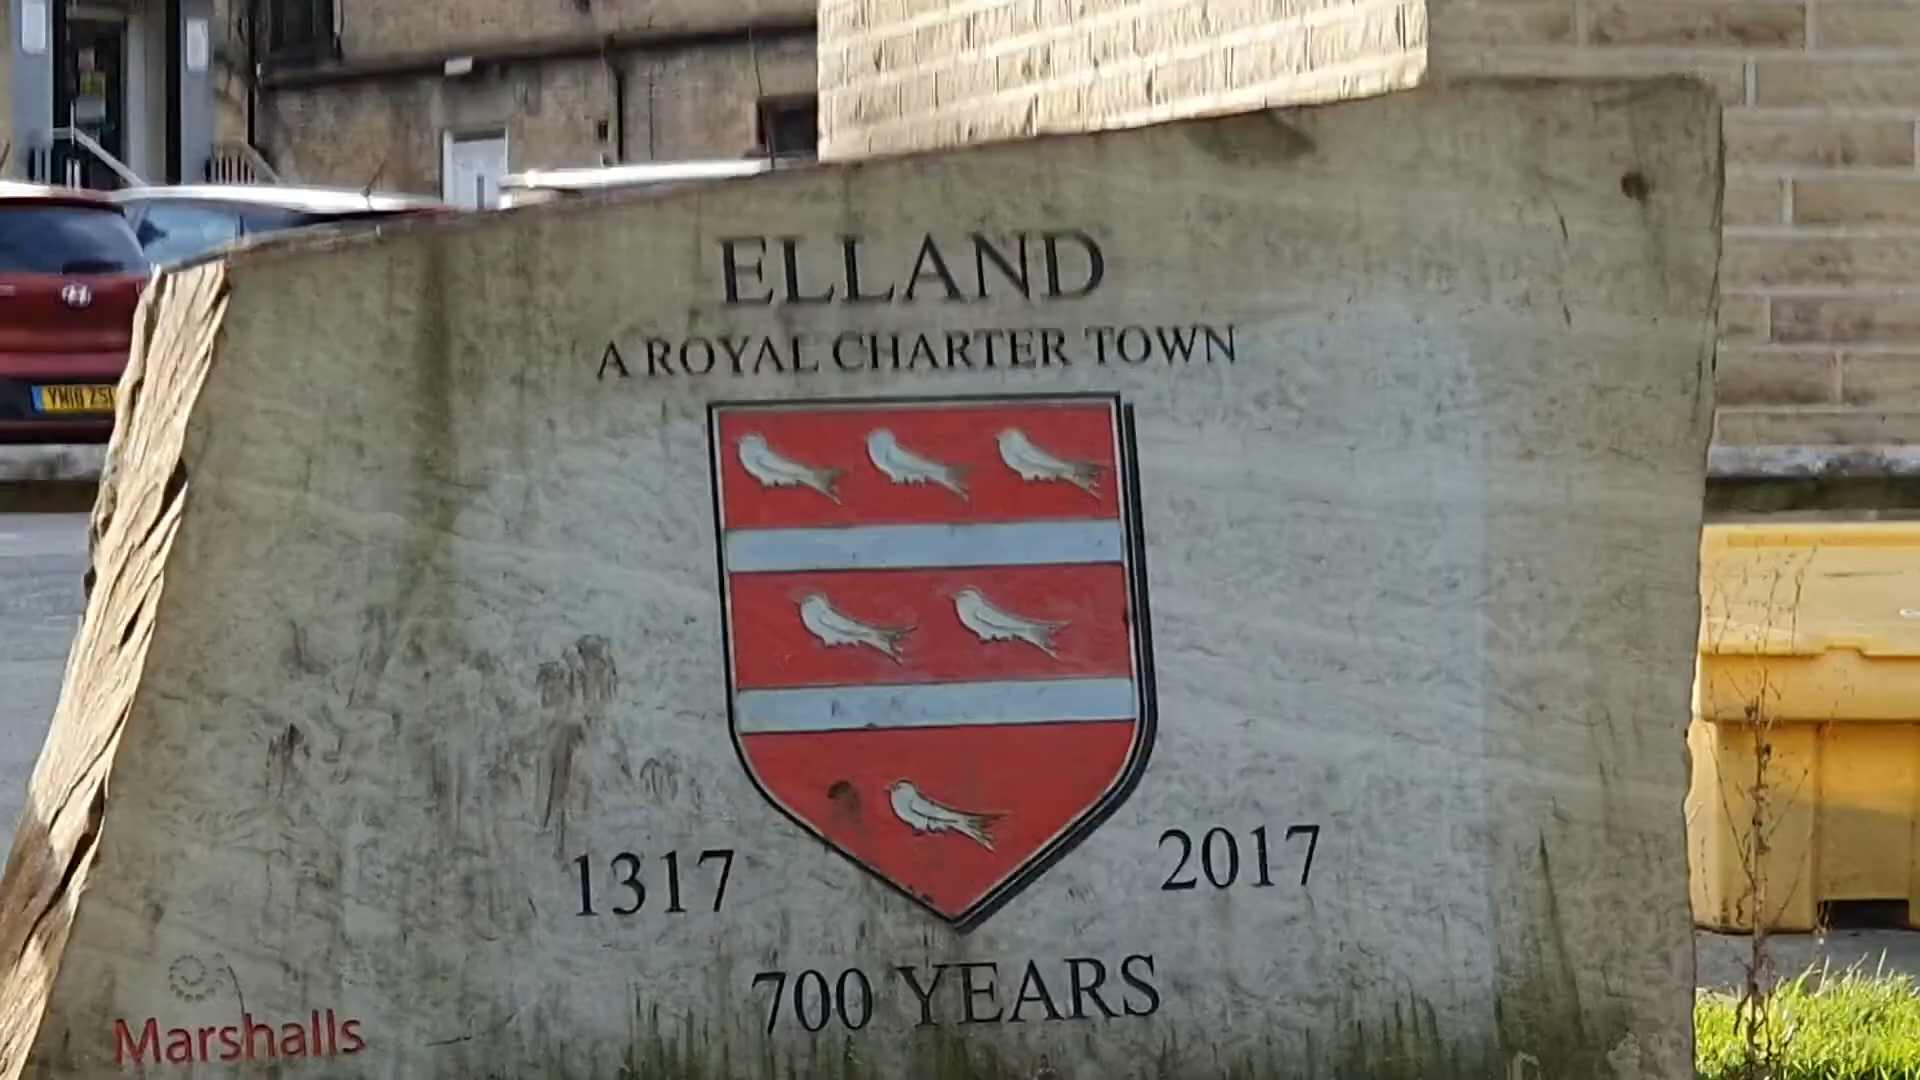 ELLAND
A ROYAL CHARTER TOWN
1317
2017
700 YEARS
Marshalls